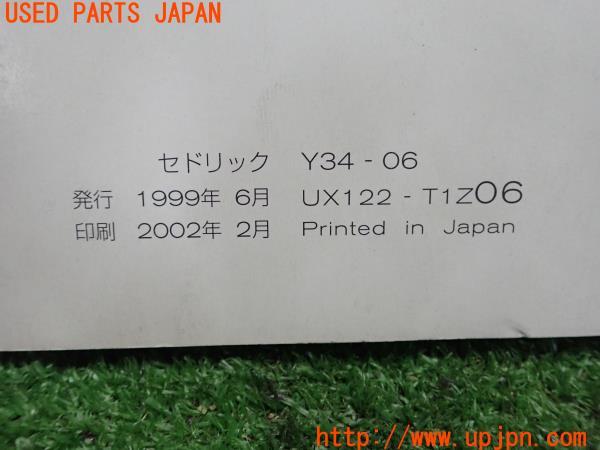 USED PARTS JAPAN
セドリック Y34 - 06
発行 1999年 6月 UX122 - T1Z06
印刷 2002年 2月 Printed in Japan
http://www.upjpn.com/